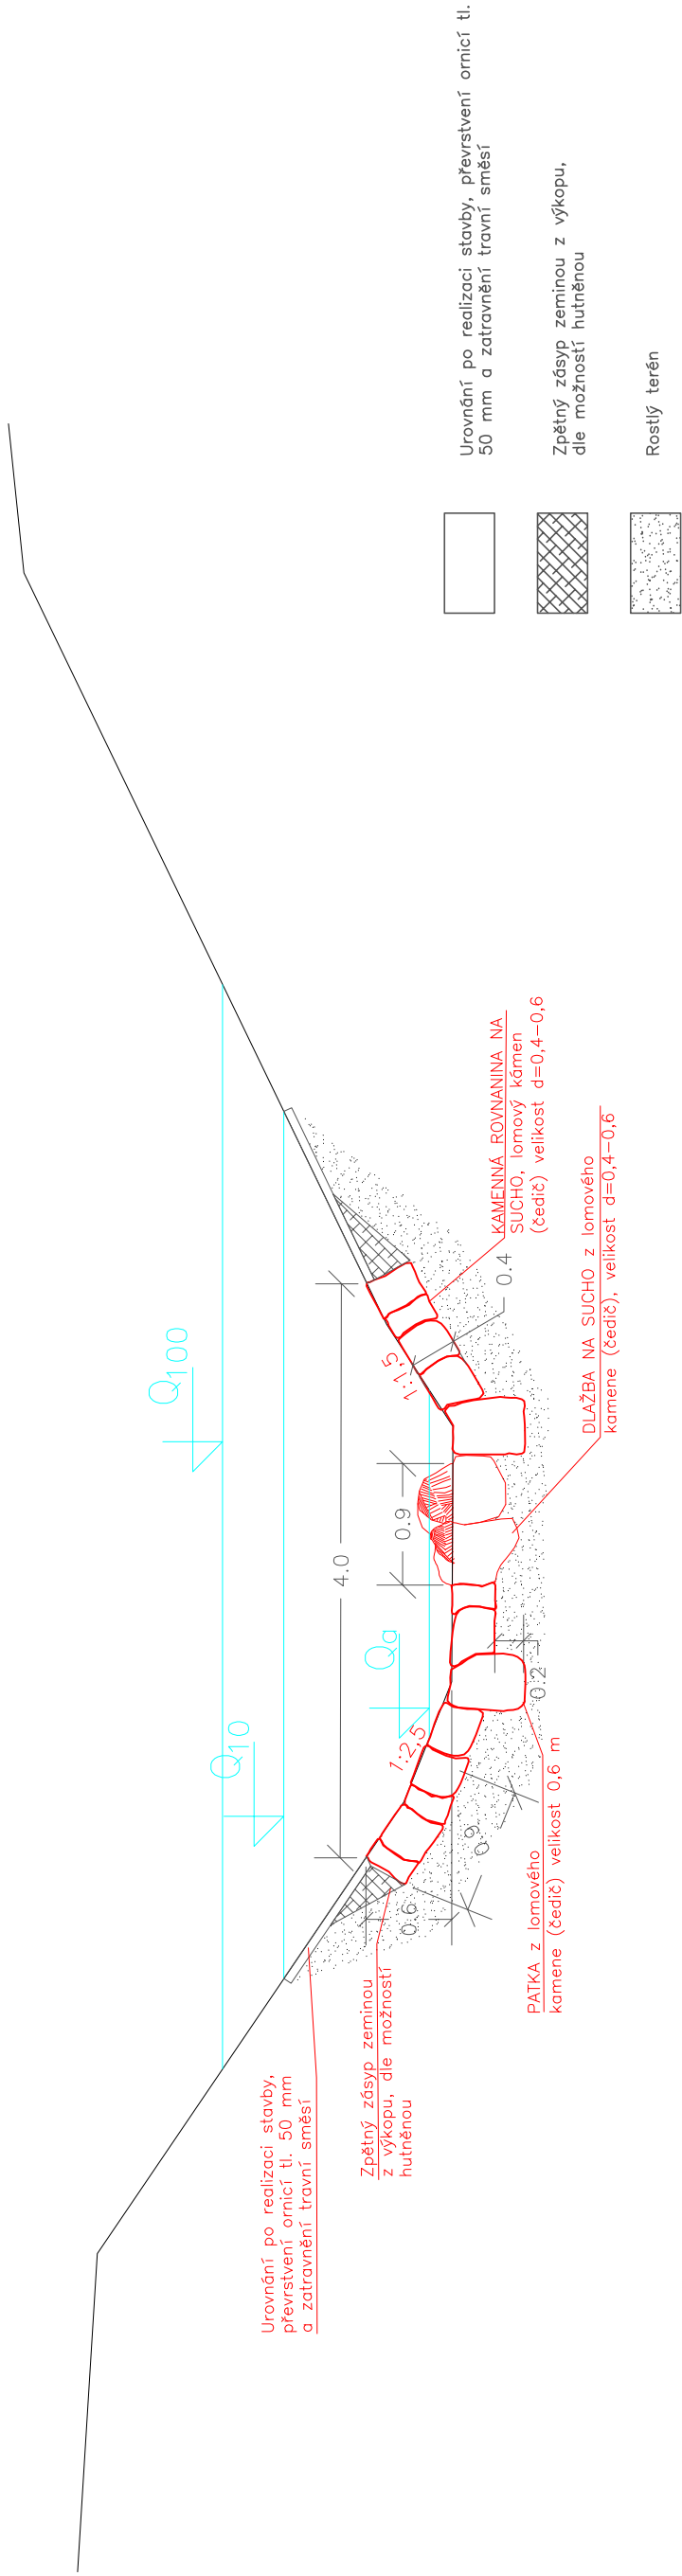 Urovnání po realizaci stavby,
převrstvení ornicí tl. 50 mm
a zatravnění travní směsí
Zpětný zásyp zeminou
z výkopu, dle možností
hutněnou
PATKA z lomového
kamene (čedič) velikost 0,6 m
Q10
Qa
Q100
1:2,5
1:1,5
4.0
0.9
0.6
0.9
0.2
0.4
KAMENNÁ ROVNANINA NA
SUCHO, lomový kámen
(čedič) velikost d=0,4-0,6
DLAŽBA NA SUCHO z lomového
kamene (čedič), velikost d=0,4-0,6
Urovnání po realizaci stavby, převrstvení ornicí tl.
50 mm a zatravnění travní směsí
Zpětný zásyp zeminou z výkopu,
dle možností hutněnou
Rostlý terén